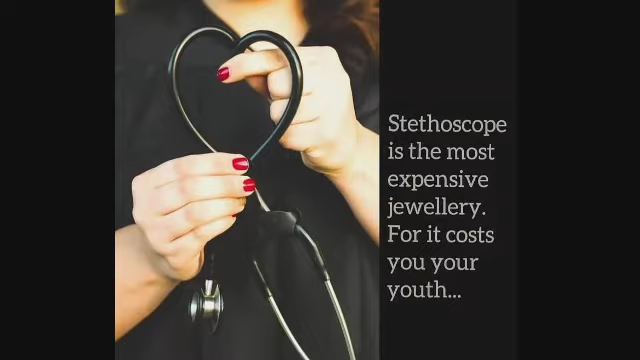 Stethoscope
is the most
expensive
jewellery.
For it costs
you your
youth...